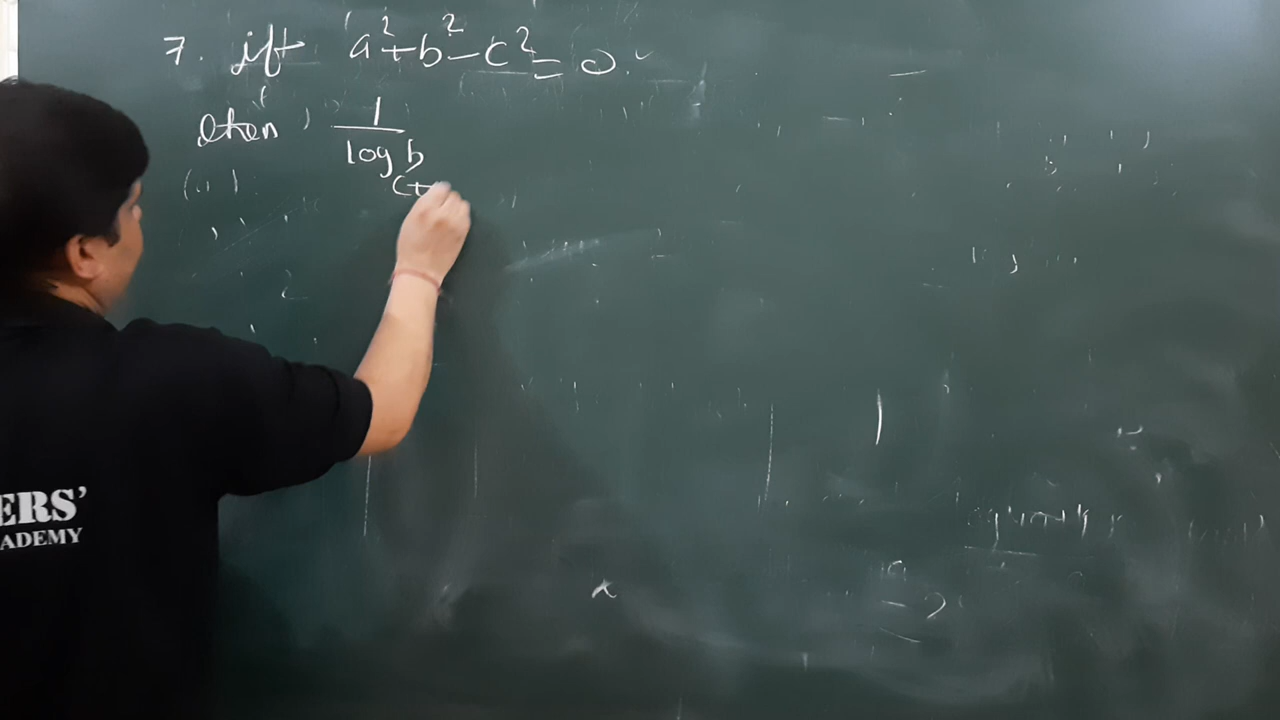 7. if a²+b²-c²=0.
then, 1
log b
c+
ERS'
ADEMY